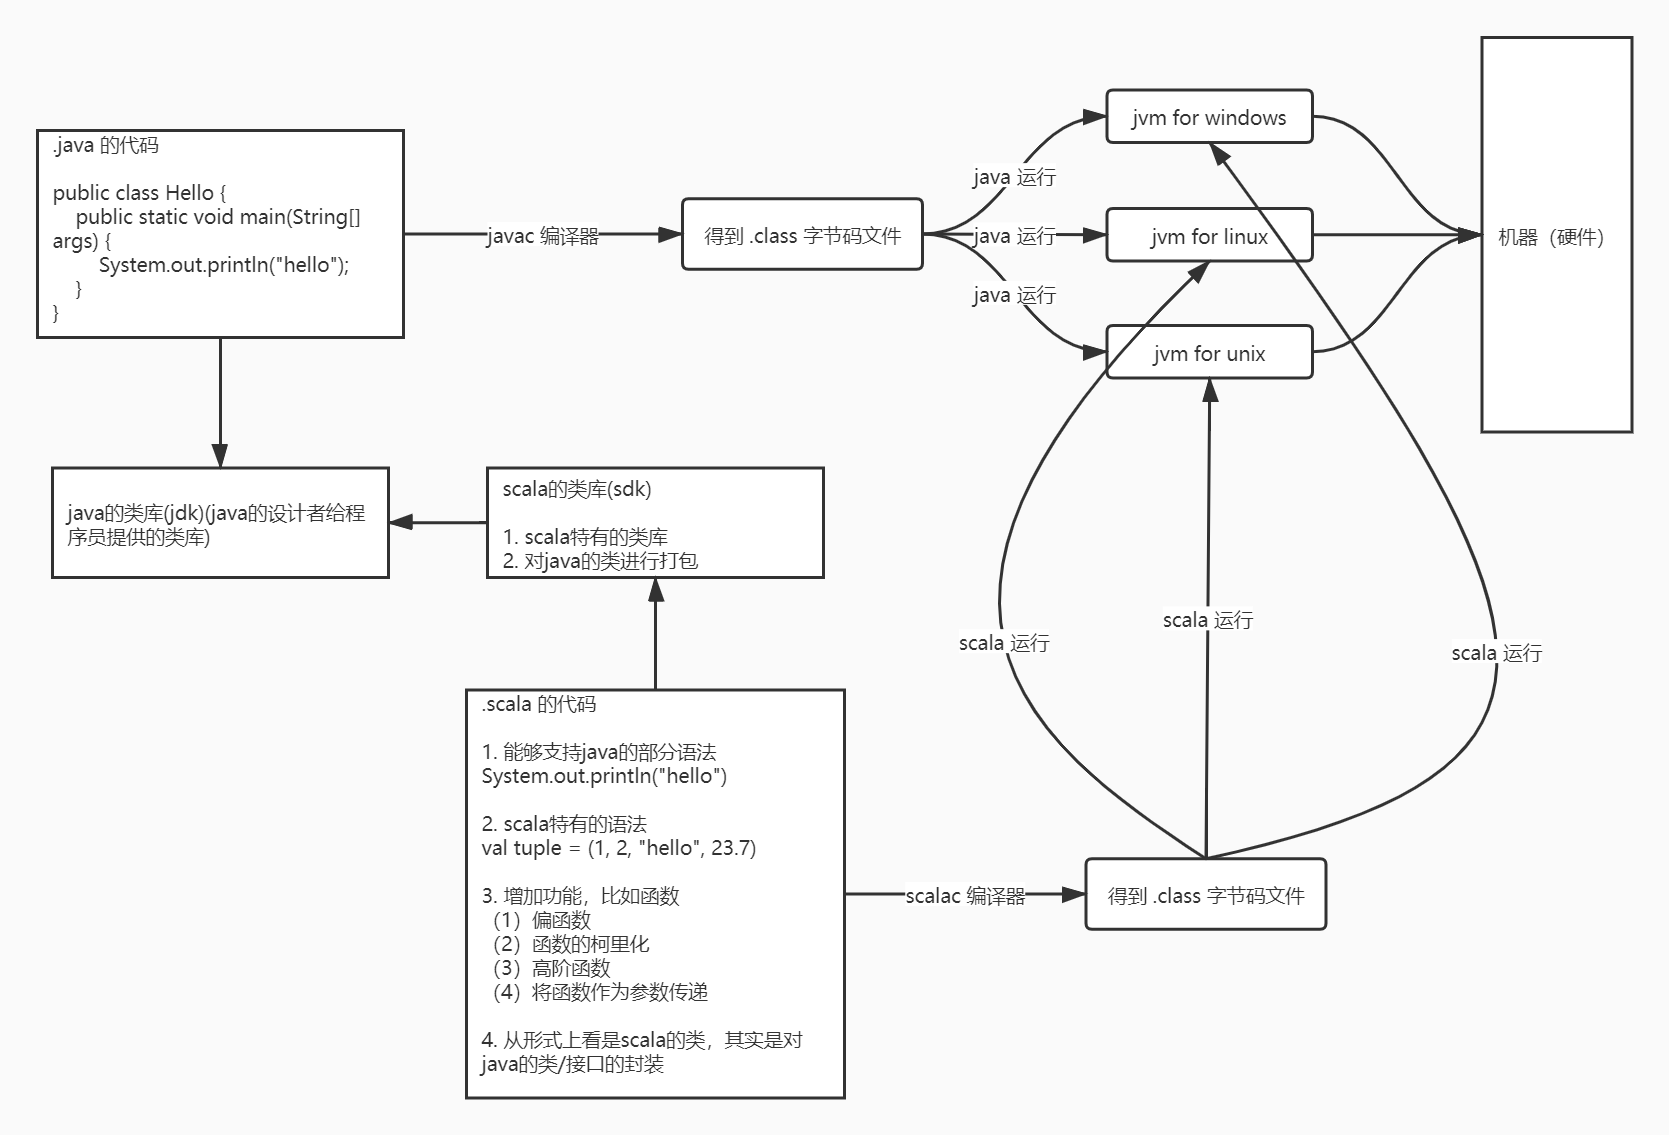 .java 的代码
public class Hello {
public static void main(String[]
args) {
System.out.println("hello");
}
}
javac 编译器
得到 .class 字节码文件
java 运行
java 运行
java 运行
jvm for windows
jvm for linux
jvm for unix
机器（硬件）
java的类库(jdk)(java的设计者给程
序员提供的类库)
scala的类库(sdk)
1. scala特有的类库
2. 对java的类进行打包
scala 运行
scala 运行
scala 运行
.scala 的代码
1. 能够支持java的部分语法
System.out.println("hello")
2. scala特有的语法
val tuple = (1, 2, "hello", 23.7)
3. 增加功能，比如函数
（1）偏函数
（2）函数的柯里化
（3）高阶函数
（4）将函数作为参数传递
4. 从形式上看是scala的类，其实是对
java的类/接口的封装
scalac 编译器
得到 .class 字节码文件